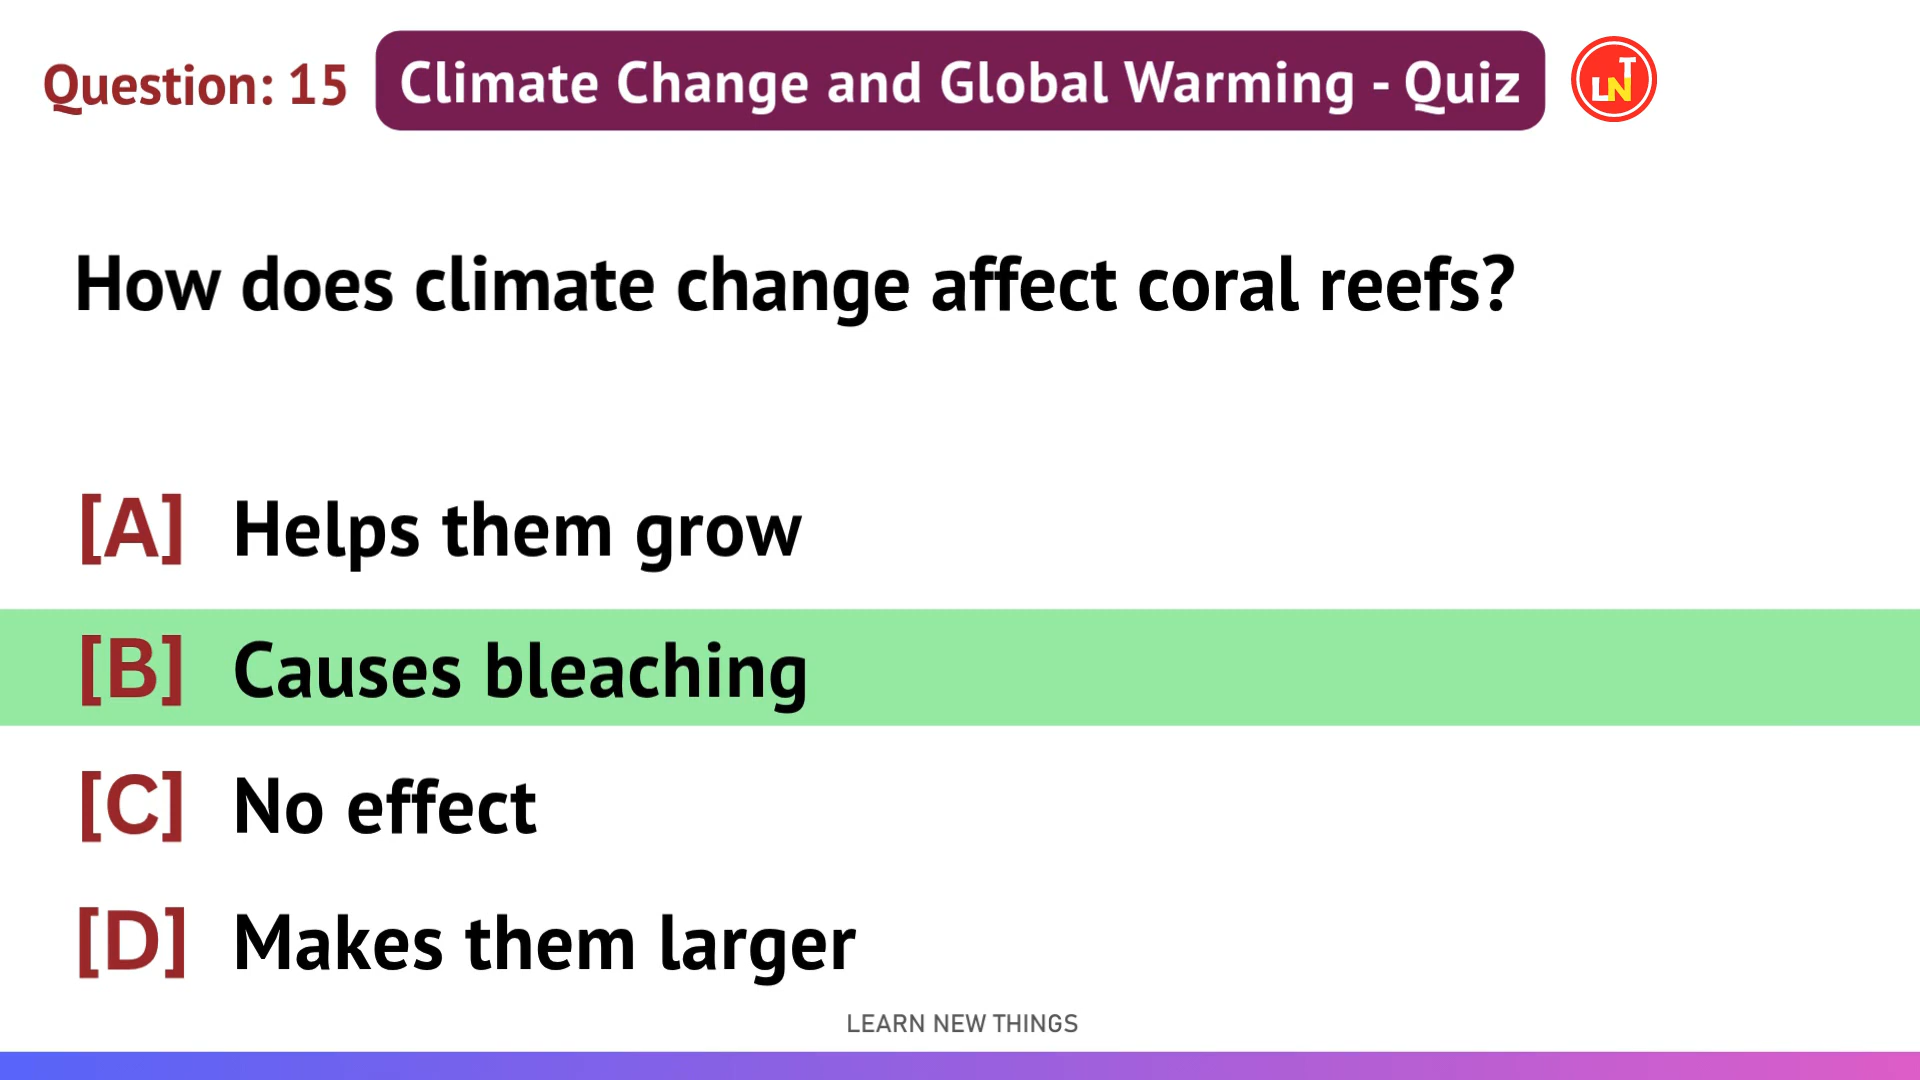 Question: 15 Climate Change and Global Warming - Quiz LNT
How does climate change affect coral reefs?
[A] Helps them grow
[B] Causes bleaching
[C] No effect
[D] Makes them larger
LEARN NEW THINGS